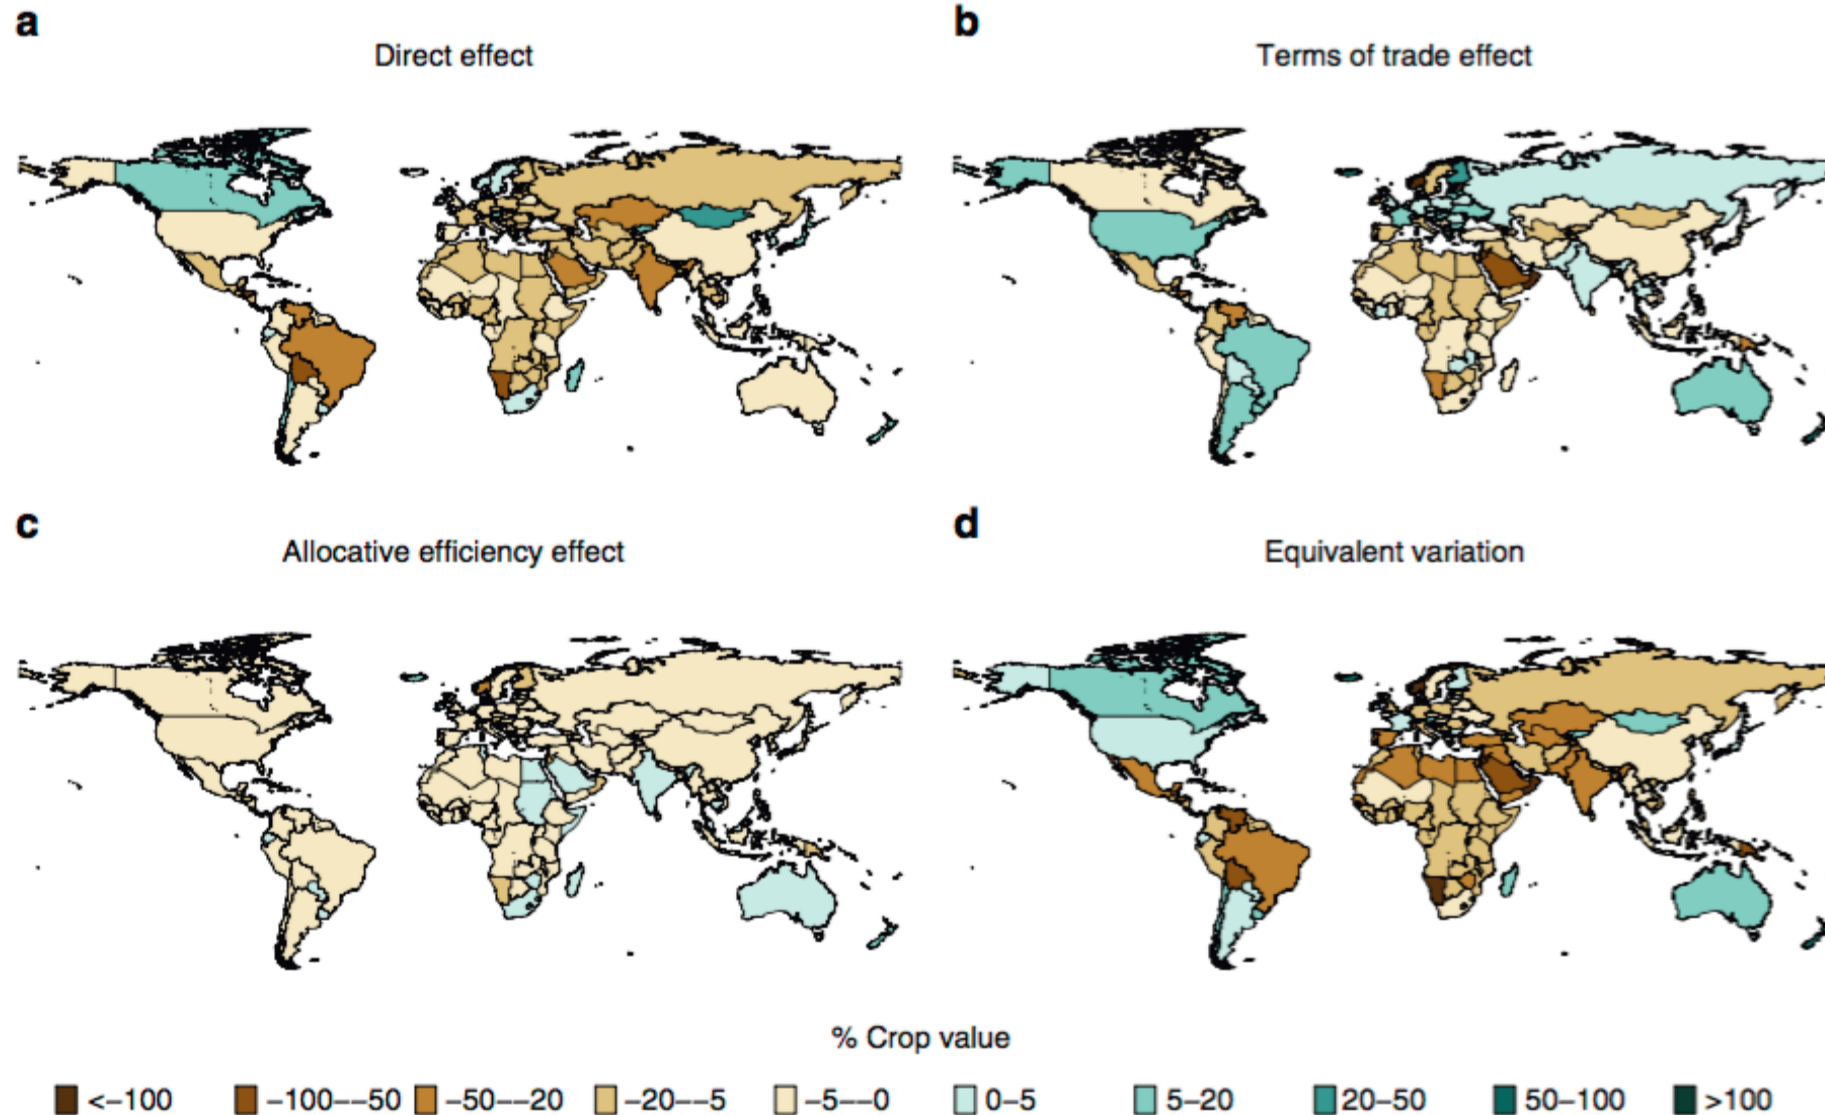 a
Direct effect
b
Terms of trade effect
c
Allocative efficiency effect
d
Equivalent variation
% Crop value
<–100
–100––50
–50––20
–20––5
–5––0
0–5
5–20
20–50
50–100
>100